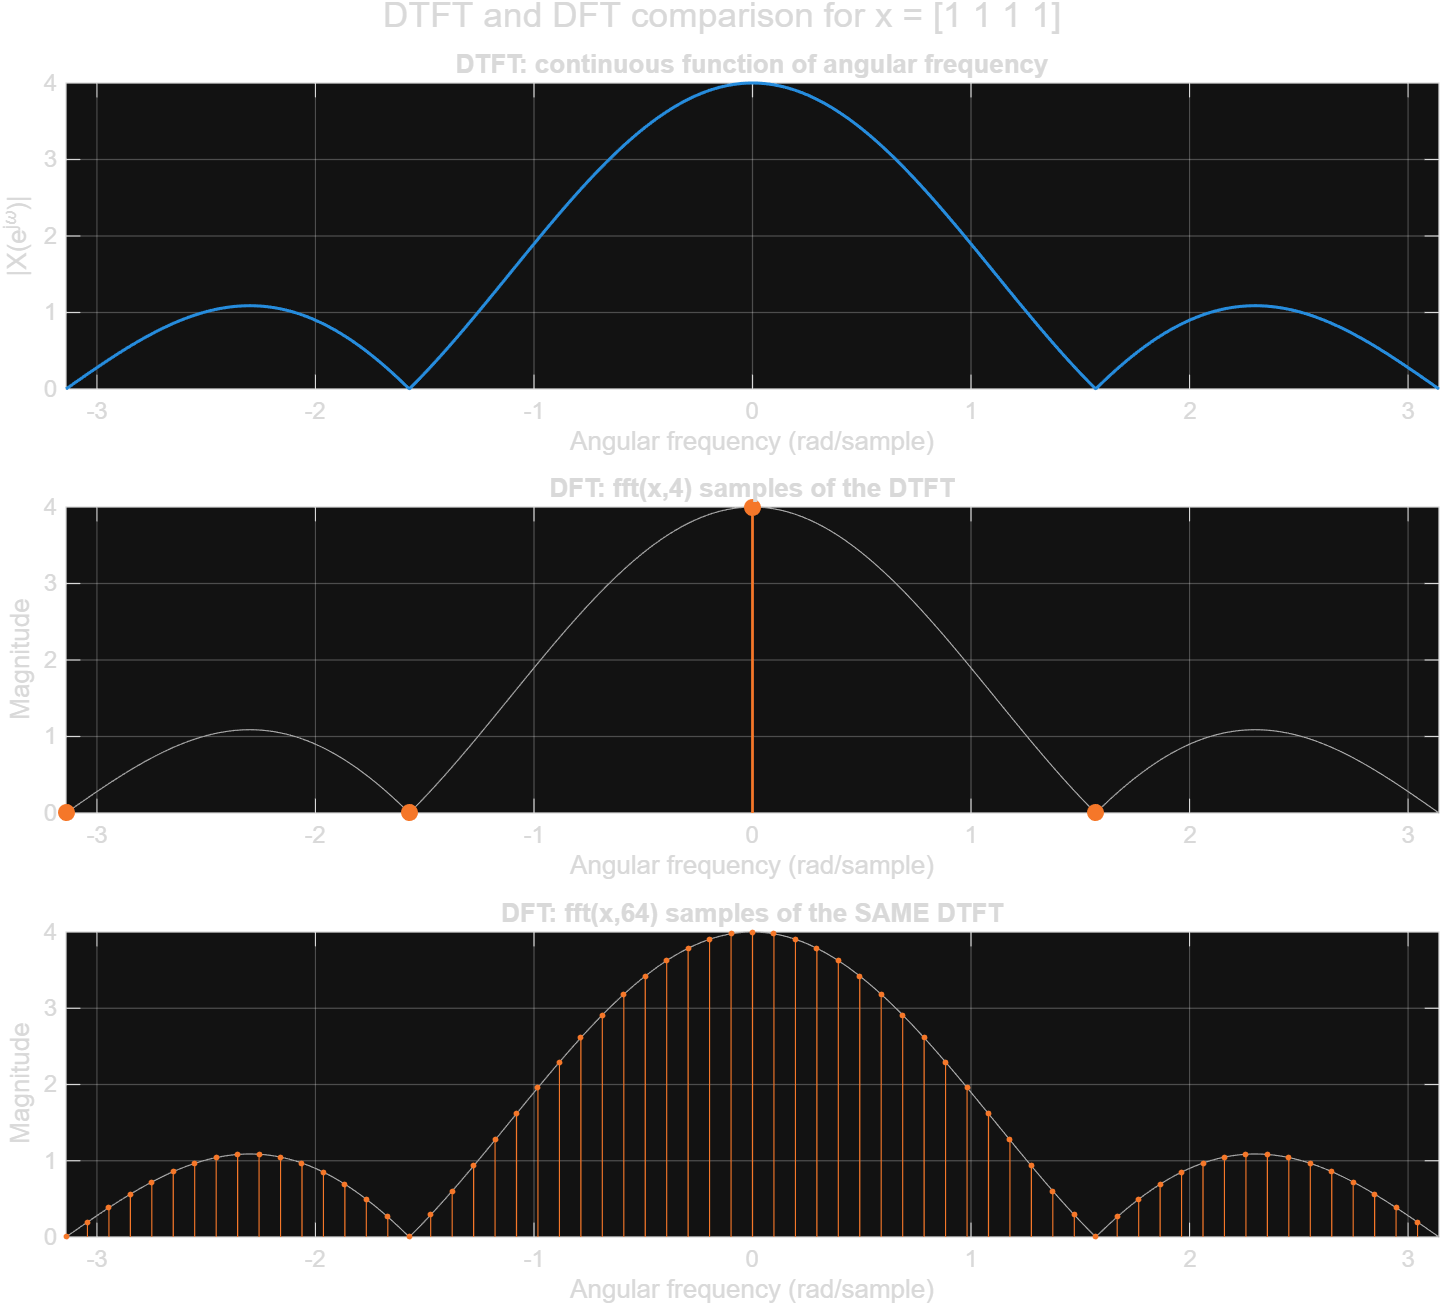 DTFT and DFT comparison for x = [1 1 1 1]
DTFT: continuous function of angular frequency
4
3
2
1
0
|X(e^{jω})|
-3 -2 -1 0 1 2 3
Angular frequency (rad/sample)
DFT: fft(x,4) samples of the DTFT
4
3
2
1
0
Magnitude
-3 -2 -1 0 1 2 3
Angular frequency (rad/sample)
DFT: fft(x,64) samples of the SAME DTFT
4
3
2
1
0
Magnitude
-3 -2 -1 0 1 2 3
Angular frequency (rad/sample)